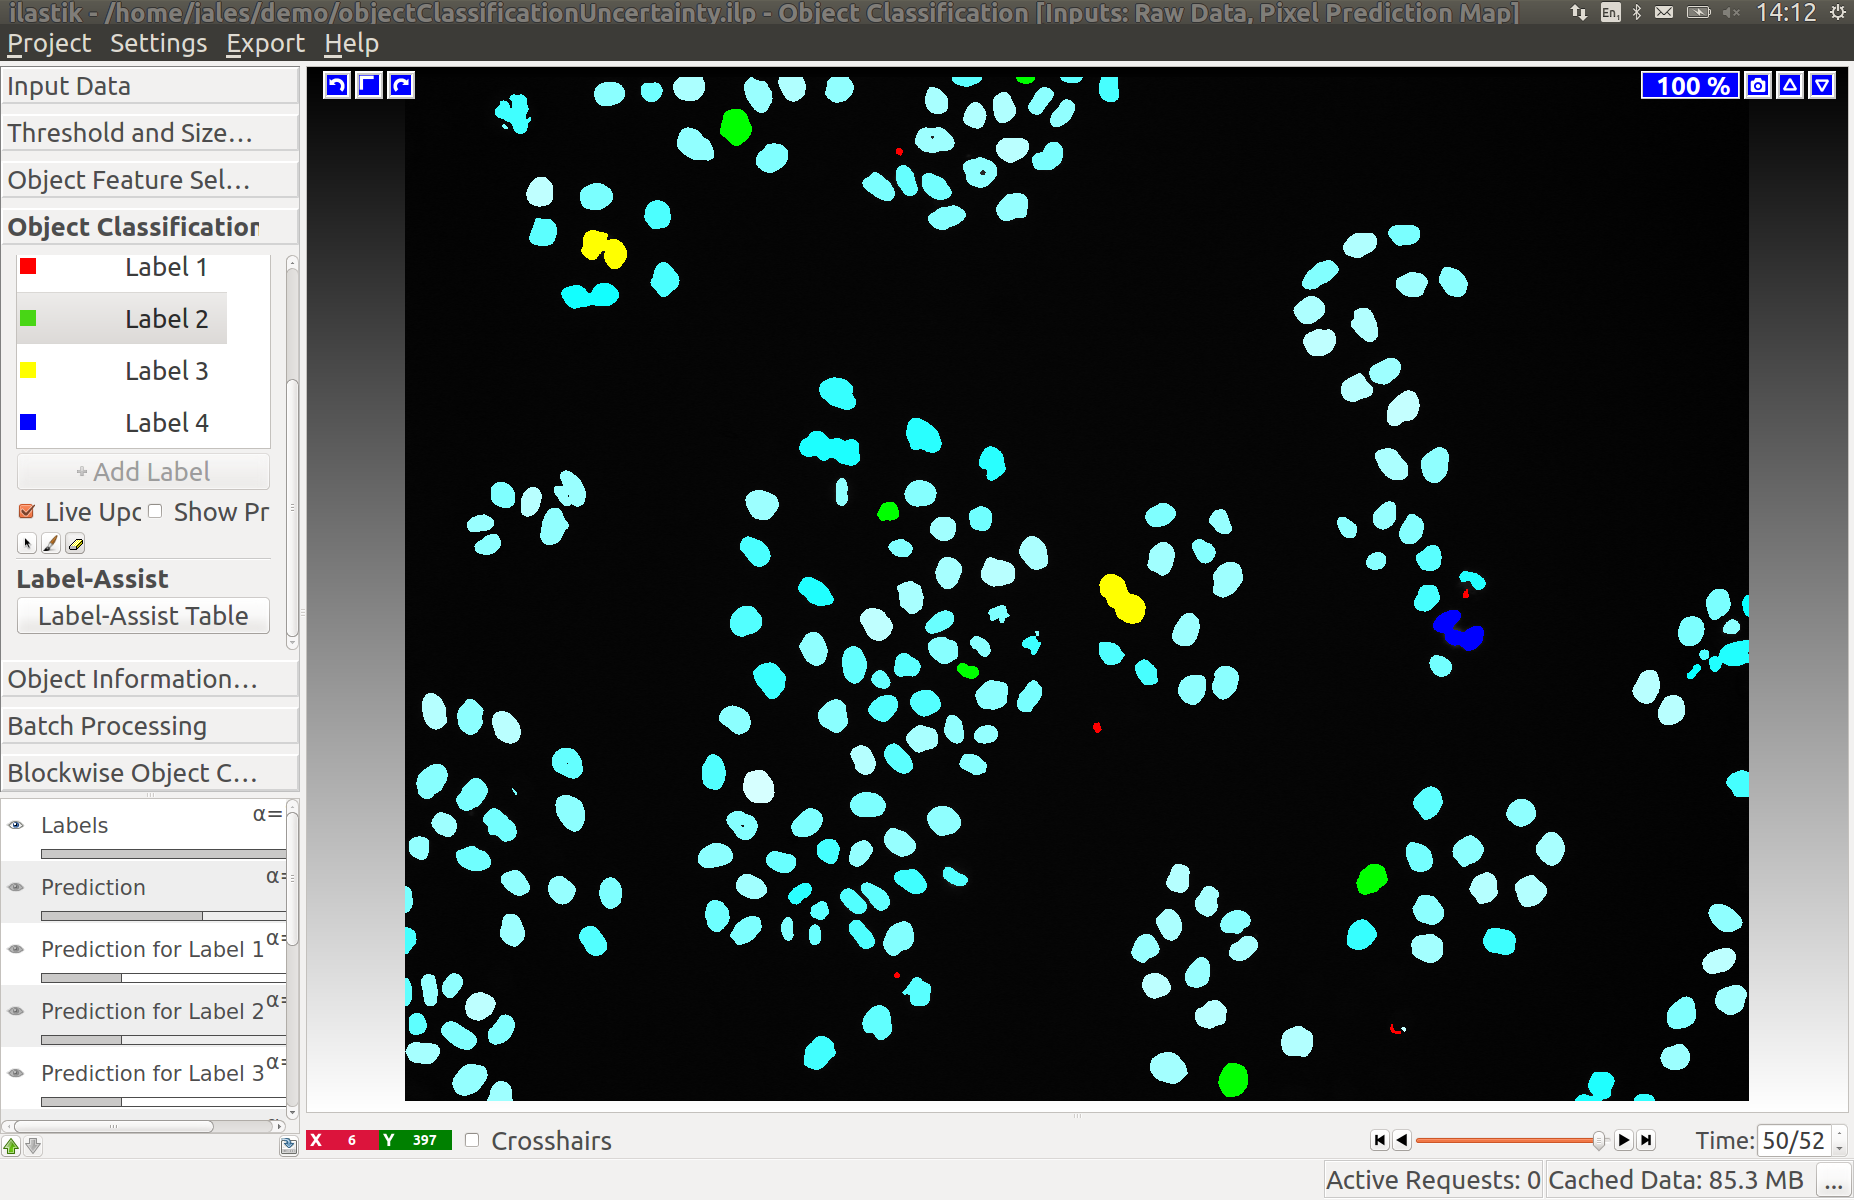 ilastik - /home/jales/demo/objectClassificationUncertainty.ilp - Object Classification [Inputs: Raw Data, Pixel Prediction Map]
En1
14:12
Project Settings Export Help
Input Data
Threshold and Size...
Object Feature Sel...
Object Classification
Label 1
Label 2
Label 3
Label 4
+ Add Label
Live Upd
Show Pr
Label-Assist
Label-Assist Table
Object Information...
Batch Processing
Blockwise Object C...
Labels α=
Prediction α=
Prediction for Label 1 α=
Prediction for Label 2 α=
Prediction for Label 3 α=
100 %
X 6 Y 397
Crosshairs
Time: 50/52
Active Requests: 0
Cached Data: 85.3 MB
...